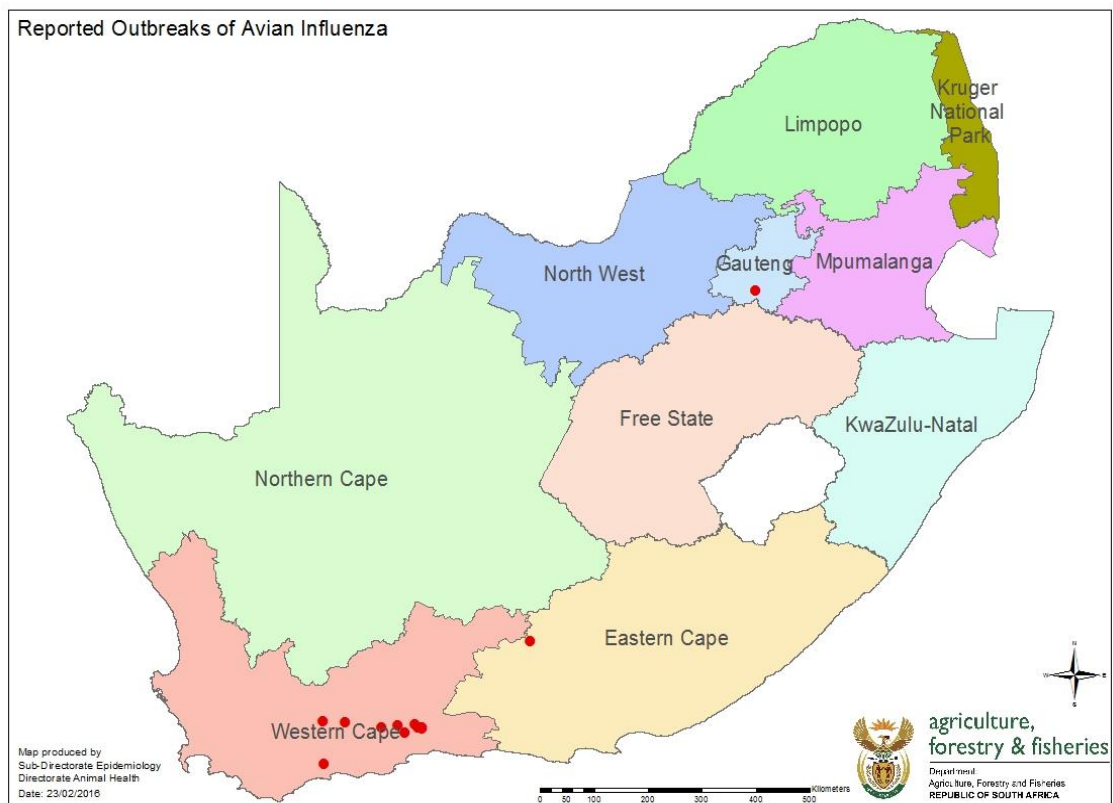 Reported Outbreaks of Avian Influenza
Kruger
National
Park
Limpopo
North West
Gauteng
Mpumalanga
Free State
KwaZulu-Natal
Northern Cape
Eastern Cape
Western Cape
N
W
E
S
Map produced by
Sub-Directorate Epidemiology
Directorate Animal Health
Date: 23/02/2016
Kilometers
0 50 100 200 300 400 500
agriculture,
forestry & fisheries
Department:
Agriculture, Forestry and Fisheries
REPUBLIC OF SOUTH AFRICA